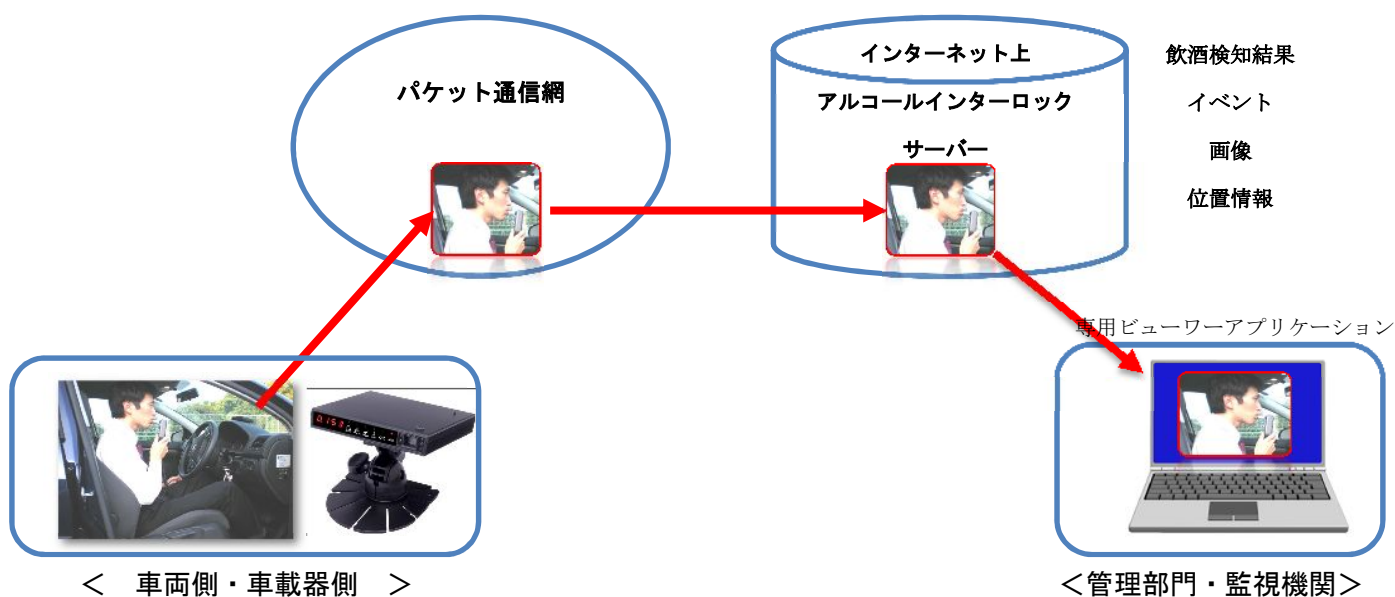 パケット通信網
インターネット上
アルコールインターロック
サーバー
飲酒検知結果
イベント
画像
位置情報
専用ビューワーアプリケーション
＜　車両側・車載器側　＞
＜管理部門・監視機関＞